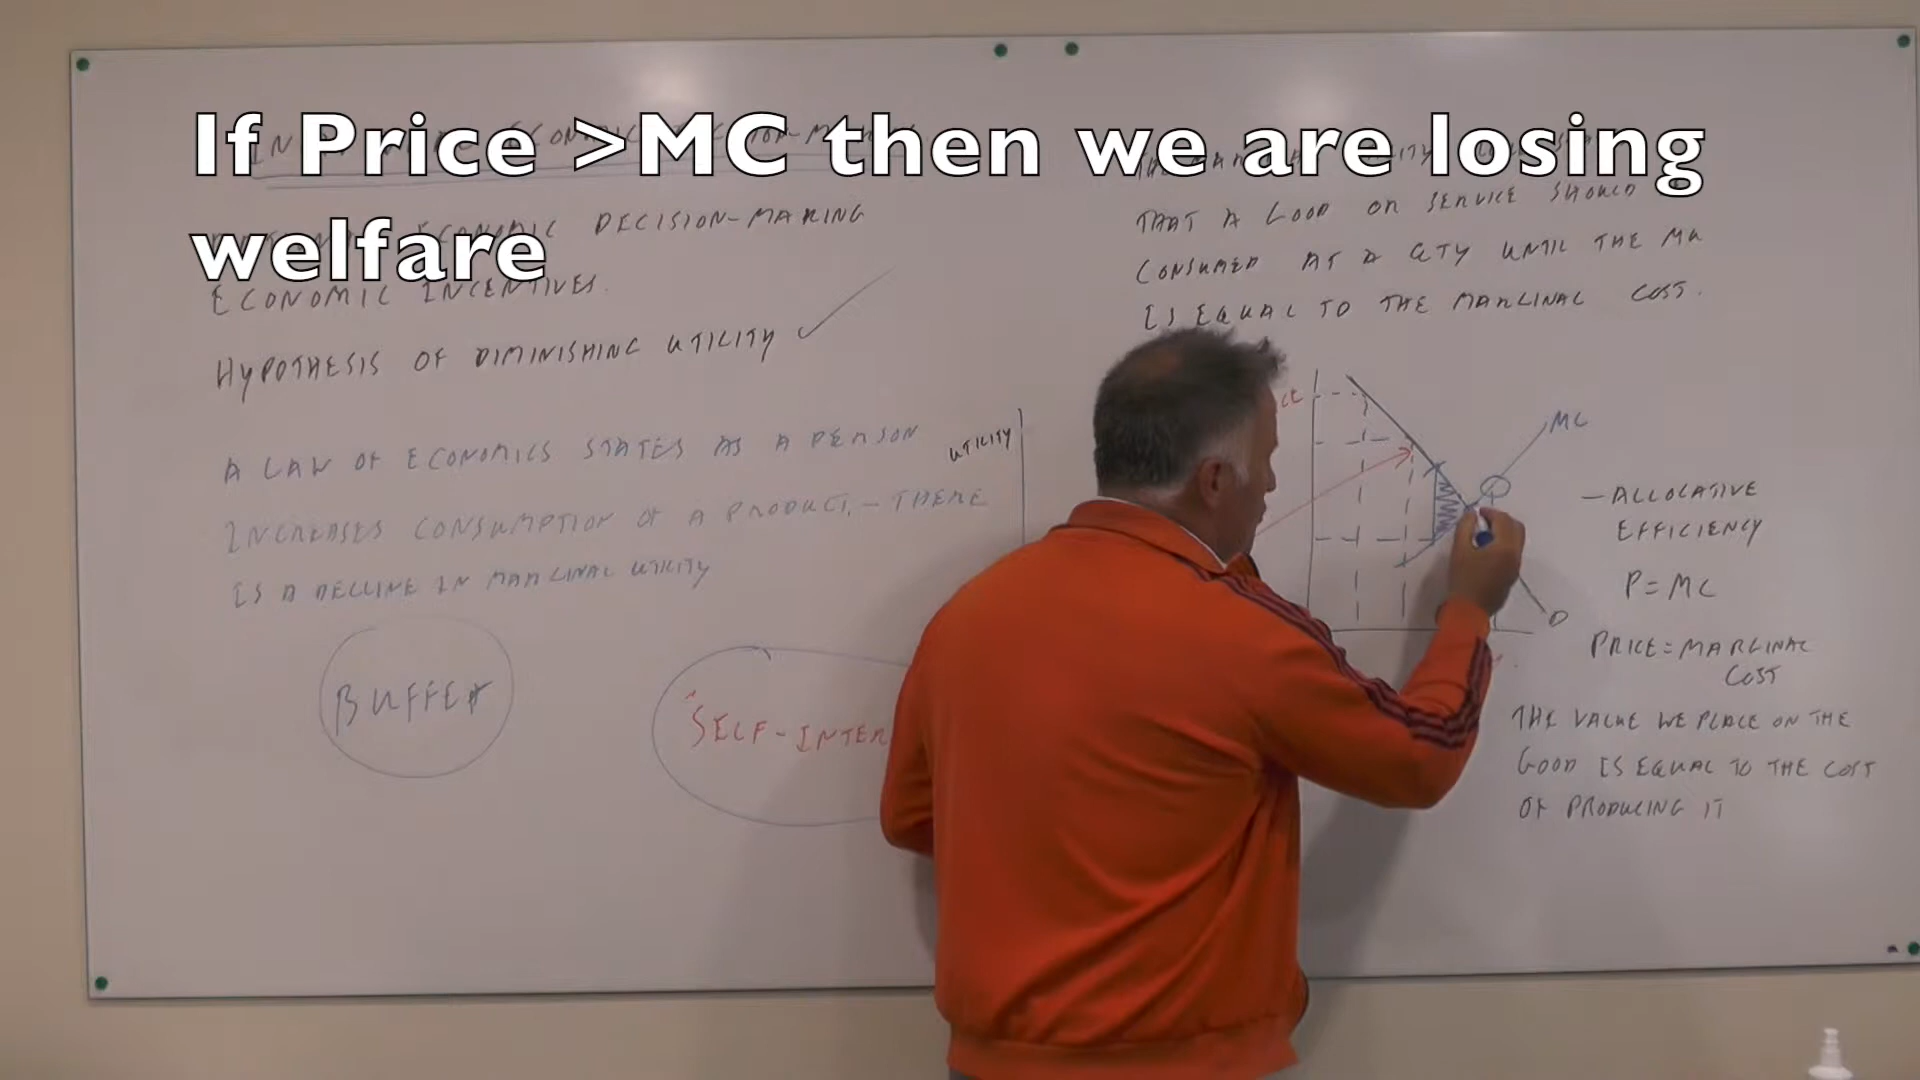 If Price >MC then we are losing
welfare
ECONOMIC DECISION-MAKING
ECONOMIC INCENTIVES.
HYPOTHESIS OF DIMINISHING UTILITY ✓
A LAW OF ECONOMICS STATES AS A PERSON
INCREASES CONSUMPTION OF A PRODUCT, - THERE
IS A DECLINE IN MARGINAL UTILITY
BUFFET
"SELF-INTER
UTILITY
THAT A GOOD OR SERVICE SHOULD
CONSUMED AT A QTY UNTIL THE MU
IS EQUAL TO THE MARGINAL COST.
MC
D
- ALLOCATIVE
EFFICIENCY
P = MC
PRICE = MARGINAL
COST
THE VALUE WE PLACE ON THE
GOOD IS EQUAL TO THE COST
OF PRODUCING IT